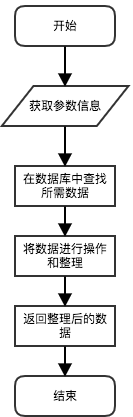 开始
获取参数信息
在数据库中查找
所需数据
将数据进行操作
和整理
返回整理后的数
据
结束